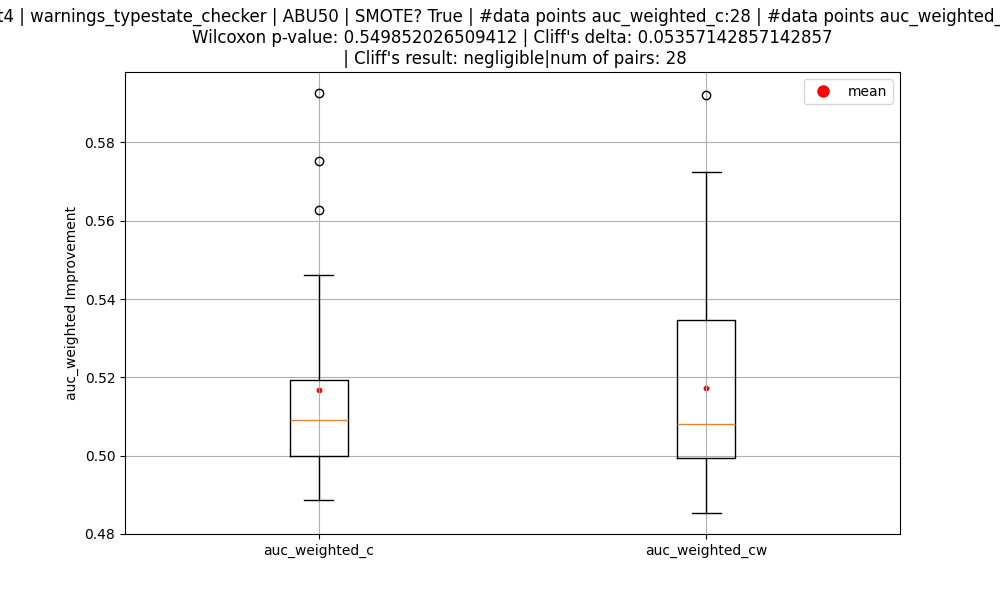 t4 | warnings_typestate_checker | ABU50 | SMOTE? True | #data points auc_weighted_c:28 | #data points auc_weighted_
Wilcoxon p-value: 0.549852026509412 | Cliff's delta: 0.05357142857142857
| Cliff's result: negligible|num of pairs: 28
mean
0.58
0.56
0.54
0.52
0.50
0.48
auc_weighted Improvement
auc_weighted_c
auc_weighted_cw